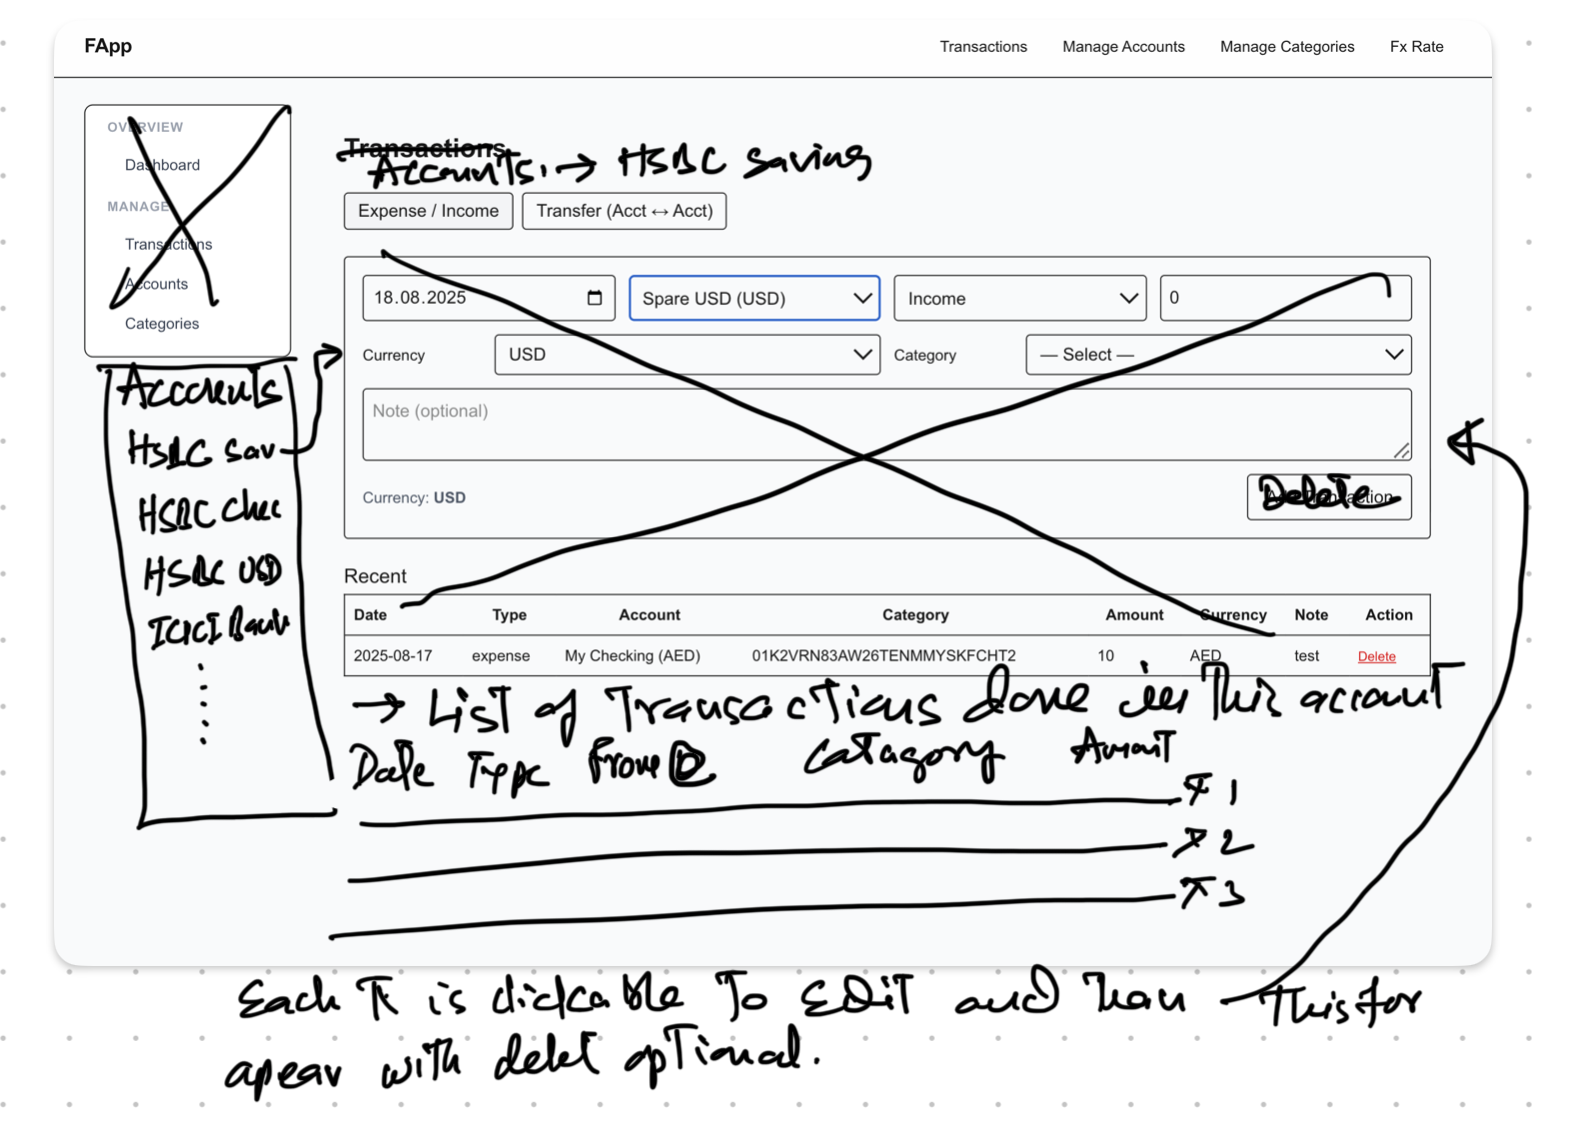 FApp
Transactions Manage Accounts Manage Categories Fx Rate
OVERVIEW
Dashboard
MANAGE
Transactions
Accounts
Categories
Accounts
HSBC Sav
HSBC Chec
HSBC USD
ICICI Bank
Transactions
Accounts. → HSBC Saving
Expense / Income Transfer (Acct ↔ Acct)
18.08.2025 Spare USD (USD) Income 0
Currency USD Category — Select —
Note (optional)
Currency: USD Delete
Recent
Date Type Account Category Amount Currency Note Action
2025-08-17 expense My Checking (AED) 01K2VRN83AW26TENMMYSKFCHT2 10 AED test Delete
→ List of Transactions done in This account
Date Type From Catagory Amount
1
2
3
Each is clickable To EDIT and Than This for
apear with delet optional.